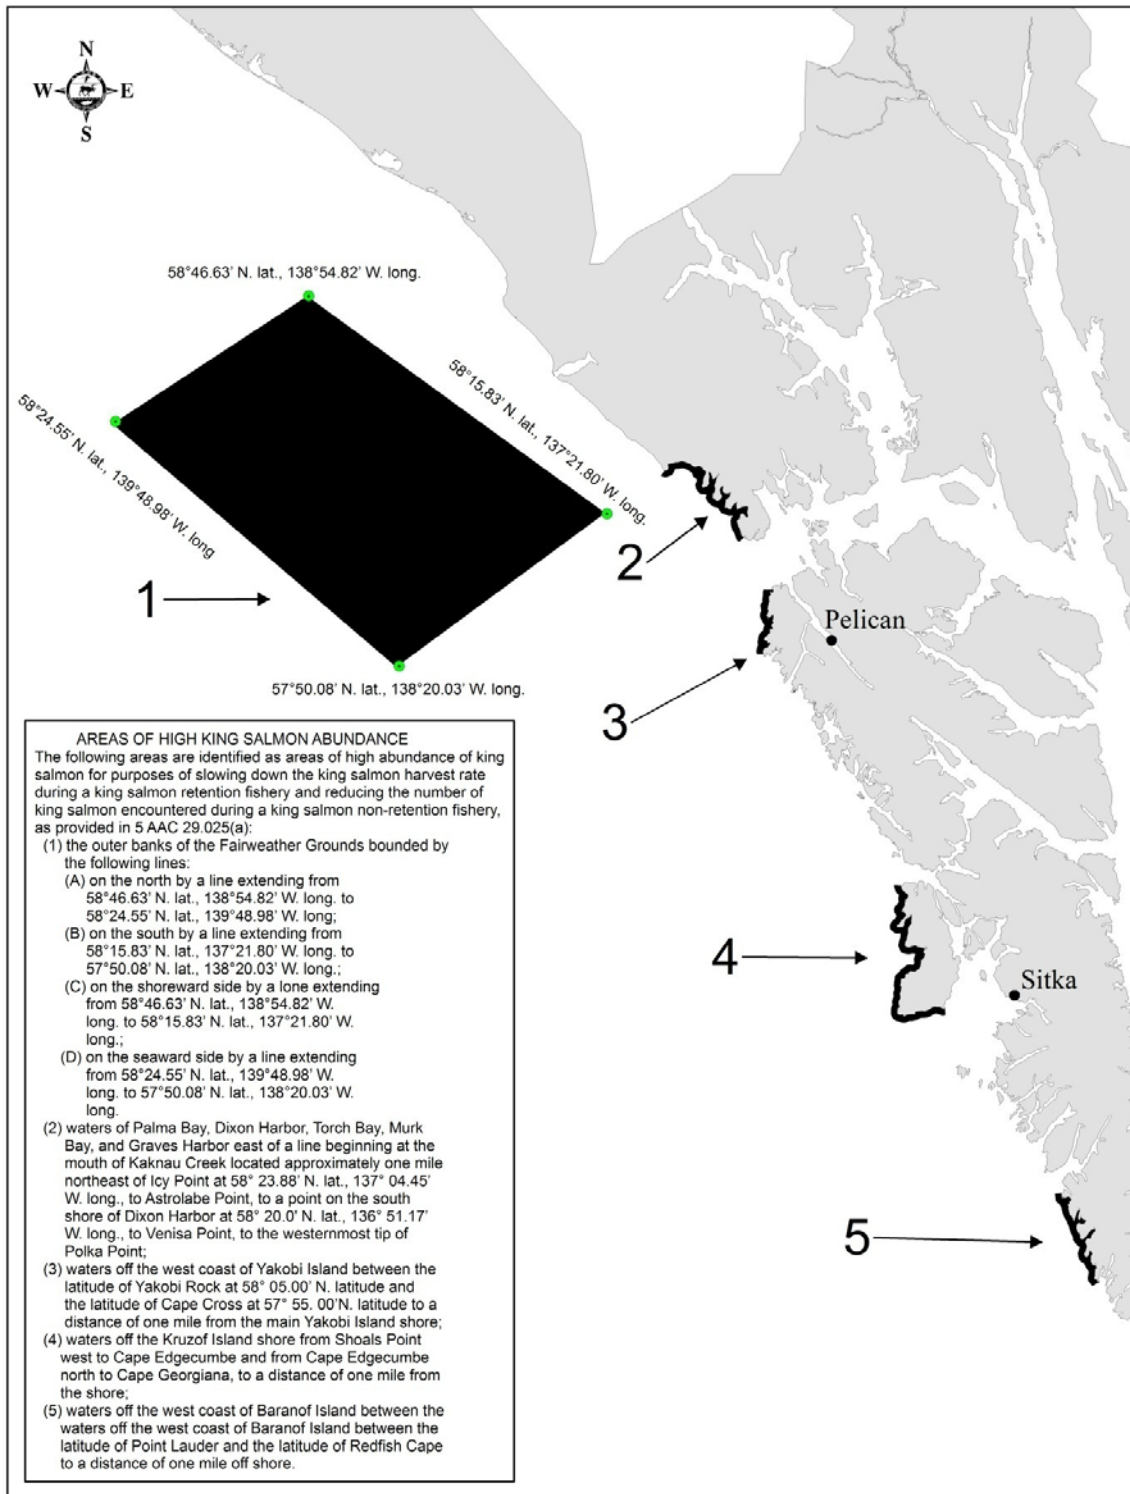 N
W E
S
58°46.63' N. lat., 138°54.82' W. long.
58°15.83' N. lat., 137°21.80' W. long.
58°24.55' N. lat., 139°48.98' W. long
2
1
Pelican
57°50.08' N. lat., 138°20.03' W. long.
3
4
Sitka
5
AREAS OF HIGH KING SALMON ABUNDANCE
The following areas are identified as areas of high abundance of king
salmon for purposes of slowing down the king salmon harvest rate
during a king salmon retention fishery and reducing the number of
king salmon encountered during a king salmon non-retention fishery,
as provided in 5 AAC 29.025(a):
(1) the outer banks of the Fairweather Grounds bounded by
the following lines:
(A) on the north by a line extending from
58°46.63' N. lat., 138°54.82' W. long. to
58°24.55' N. lat., 139°48.98' W. long;
(B) on the south by a line extending from
58°15.83' N. lat., 137°21.80' W. long. to
57°50.08' N. lat., 138°20.03' W. long.;
(C) on the shoreward side by a lone extending
from 58°46.63' N. lat., 138°54.82' W.
long. to 58°15.83' N. lat., 137°21.80' W.
long.;
(D) on the seaward side by a line extending
from 58°24.55' N. lat., 139°48.98' W.
long. to 57°50.08' N. lat., 138°20.03' W.
long.
(2) waters of Palma Bay, Dixon Harbor, Torch Bay, Murk
Bay, and Graves Harbor east of a line beginning at the
mouth of Kaknau Creek located approximately one mile
northeast of Icy Point at 58° 23.88' N. lat., 137° 04.45'
W. long., to Astrolabe Point, to a point on the south
shore of Dixon Harbor at 58° 20.0' N. lat., 136° 51.17'
W. long., to Venisa Point, to the westernmost tip of
Polka Point;
(3) waters off the west coast of Yakobi Island between the
latitude of Yakobi Rock at 58° 05.00' N. latitude and
the latitude of Cape Cross at 57° 55. 00'N. latitude to a
distance of one mile from the main Yakobi Island shore;
(4) waters off the Kruzof Island shore from Shoals Point
west to Cape Edgecumbe and from Cape Edgecumbe
north to Cape Georgiana, to a distance of one mile from
the shore;
(5) waters off the west coast of Baranof Island between the
waters off the west coast of Baranof Island between the
latitude of Point Lauder and the latitude of Redfish Cape
to a distance of one mile off shore.